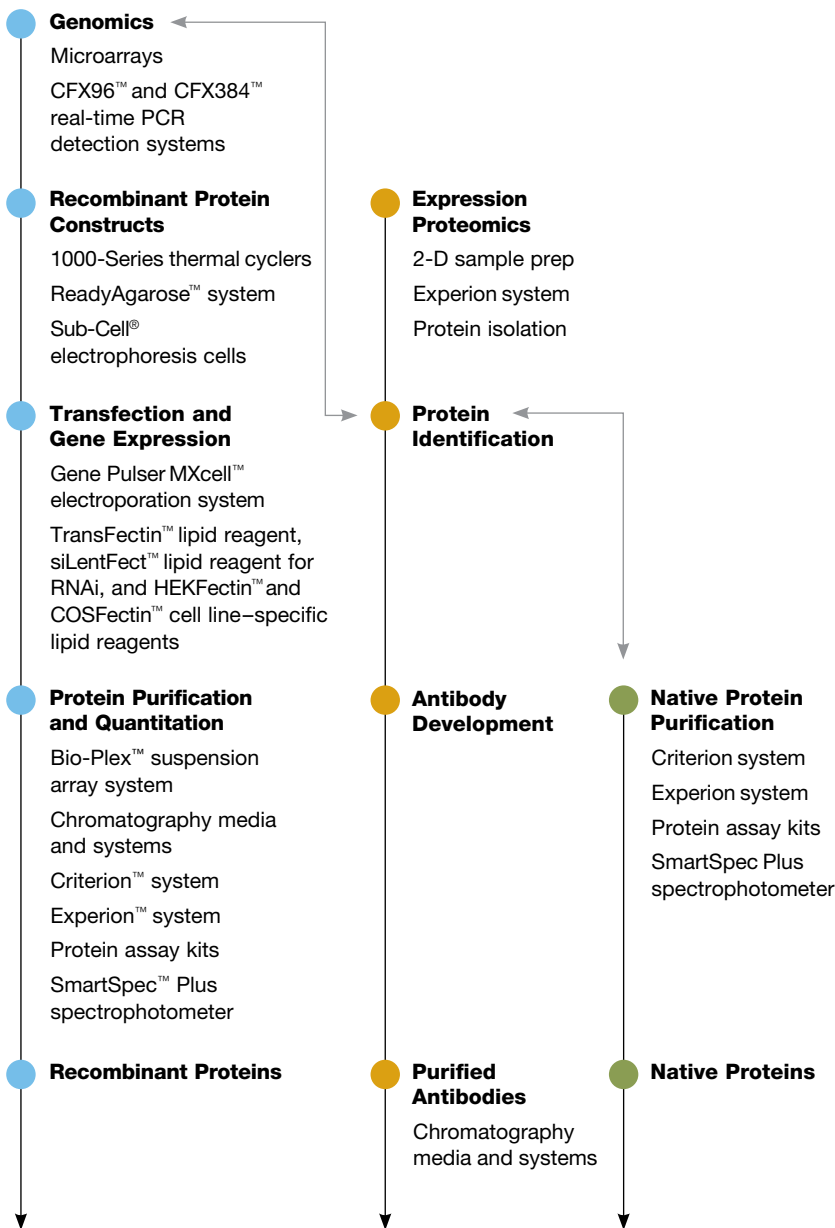 Genomics
Microarrays
CFX96™ and CFX384™
real-time PCR
detection systems
Recombinant Protein
Constructs
1000-Series thermal cyclers
ReadyAgarose™ system
Sub-Cell®
electrophoresis cells
Transfection and
Gene Expression
Gene Pulser MXcell™
electroporation system
TransFectin™ lipid reagent,
siLentFect™ lipid reagent for
RNAi, and HEKFectin™ and
COSFectin™ cell line–specific
lipid reagents
Protein Purification
and Quantitation
Bio-Plex™ suspension
array system
Chromatography media
and systems
Criterion™ system
Experion™ system
Protein assay kits
SmartSpec™ Plus
spectrophotometer
Recombinant Proteins
Expression
Proteomics
2-D sample prep
Experion system
Protein isolation
Protein
Identification
Antibody
Development
Purified
Antibodies
Chromatography
media and systems
Native Protein
Purification
Criterion system
Experion system
Protein assay kits
SmartSpec Plus
spectrophotometer
Native Proteins